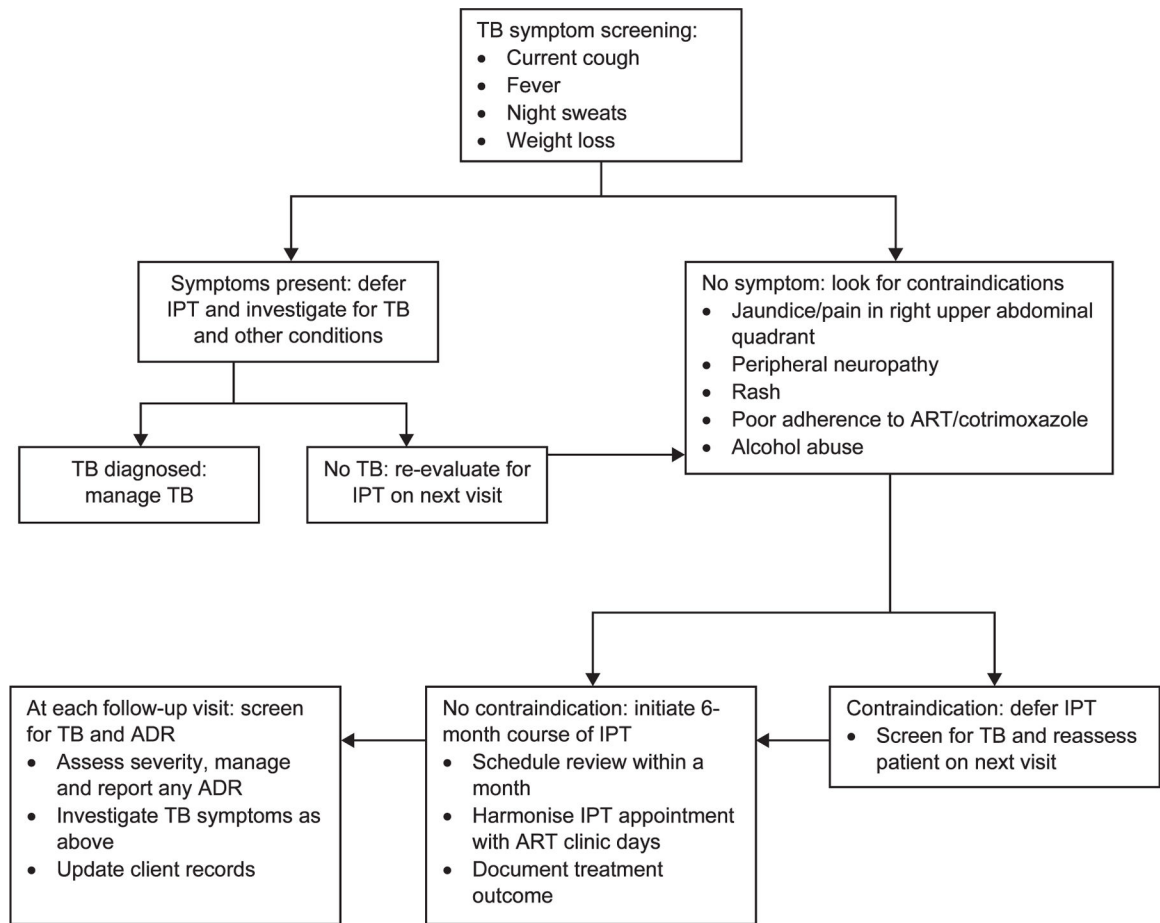 TB symptom screening:
• Current cough
• Fever
• Night sweats
• Weight loss
Symptoms present: defer
IPT and investigate for TB
and other conditions
No symptom: look for contraindications
• Jaundice/pain in right upper abdominal
quadrant
• Peripheral neuropathy
• Rash
• Poor adherence to ART/cotrimoxazole
• Alcohol abuse
TB diagnosed:
manage TB
No TB: re-evaluate for
IPT on next visit
At each follow-up visit: screen
for TB and ADR
• Assess severity, manage
and report any ADR
• Investigate TB symptoms as
above
• Update client records
No contraindication: initiate 6-
month course of IPT
• Schedule review within a
month
• Harmonise IPT appointment
with ART clinic days
• Document treatment
outcome
Contraindication: defer IPT
• Screen for TB and reassess
patient on next visit